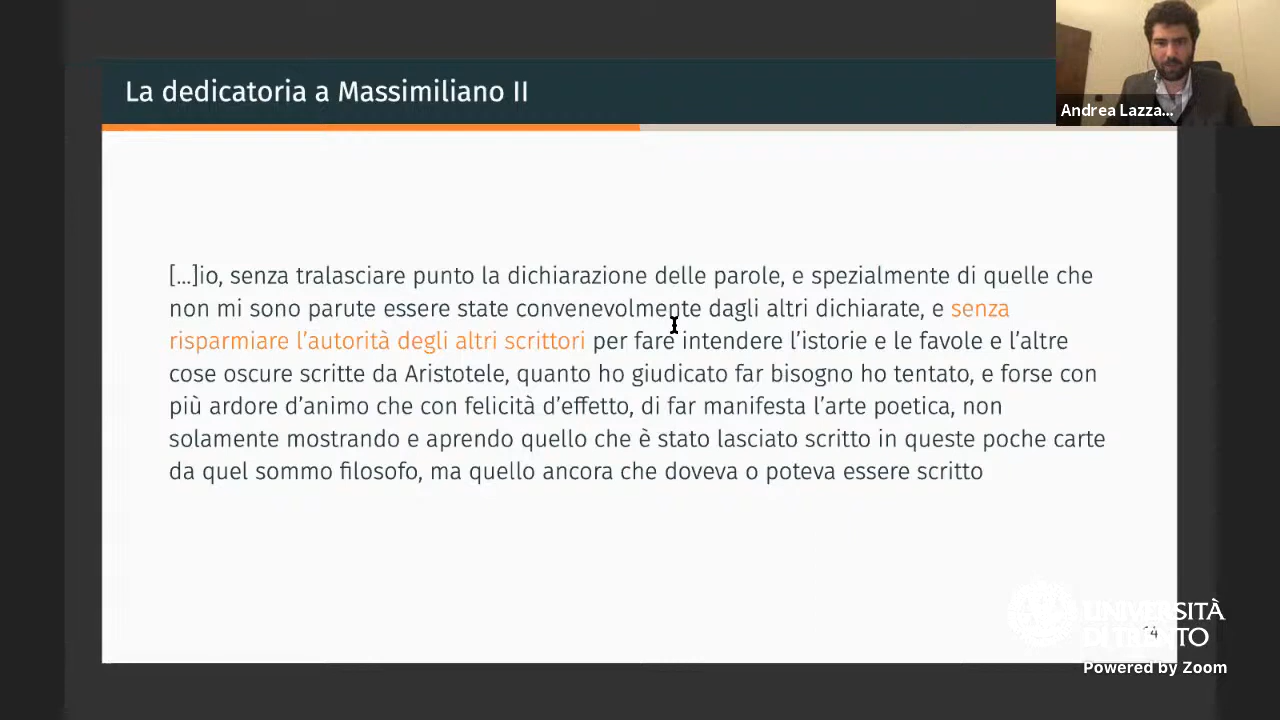 La dedicatoria a Massimiliano II
Andrea Lazza...
[...]io, senza tralasciare punto la dichiarazione delle parole, e spezialmente di quelle che
non mi sono parute essere state convenevolmente dagli altri dichiarate, e senza
risparmiare l’autorità degli altri scrittori per fare intendere l’istorie e le favole e l’altre
cose oscure scritte da Aristotele, quanto ho giudicato far bisogno ho tentato, e forse con
più ardore d’animo che con felicità d’effetto, di far manifesta l’arte poetica, non
solamente mostrando e aprendo quello che è stato lasciato scritto in queste poche carte
da quel sommo filosofo, ma quello ancora che doveva o poteva essere scritto
UNIVERSITÀ
DI TRENTO
14
Powered by Zoom